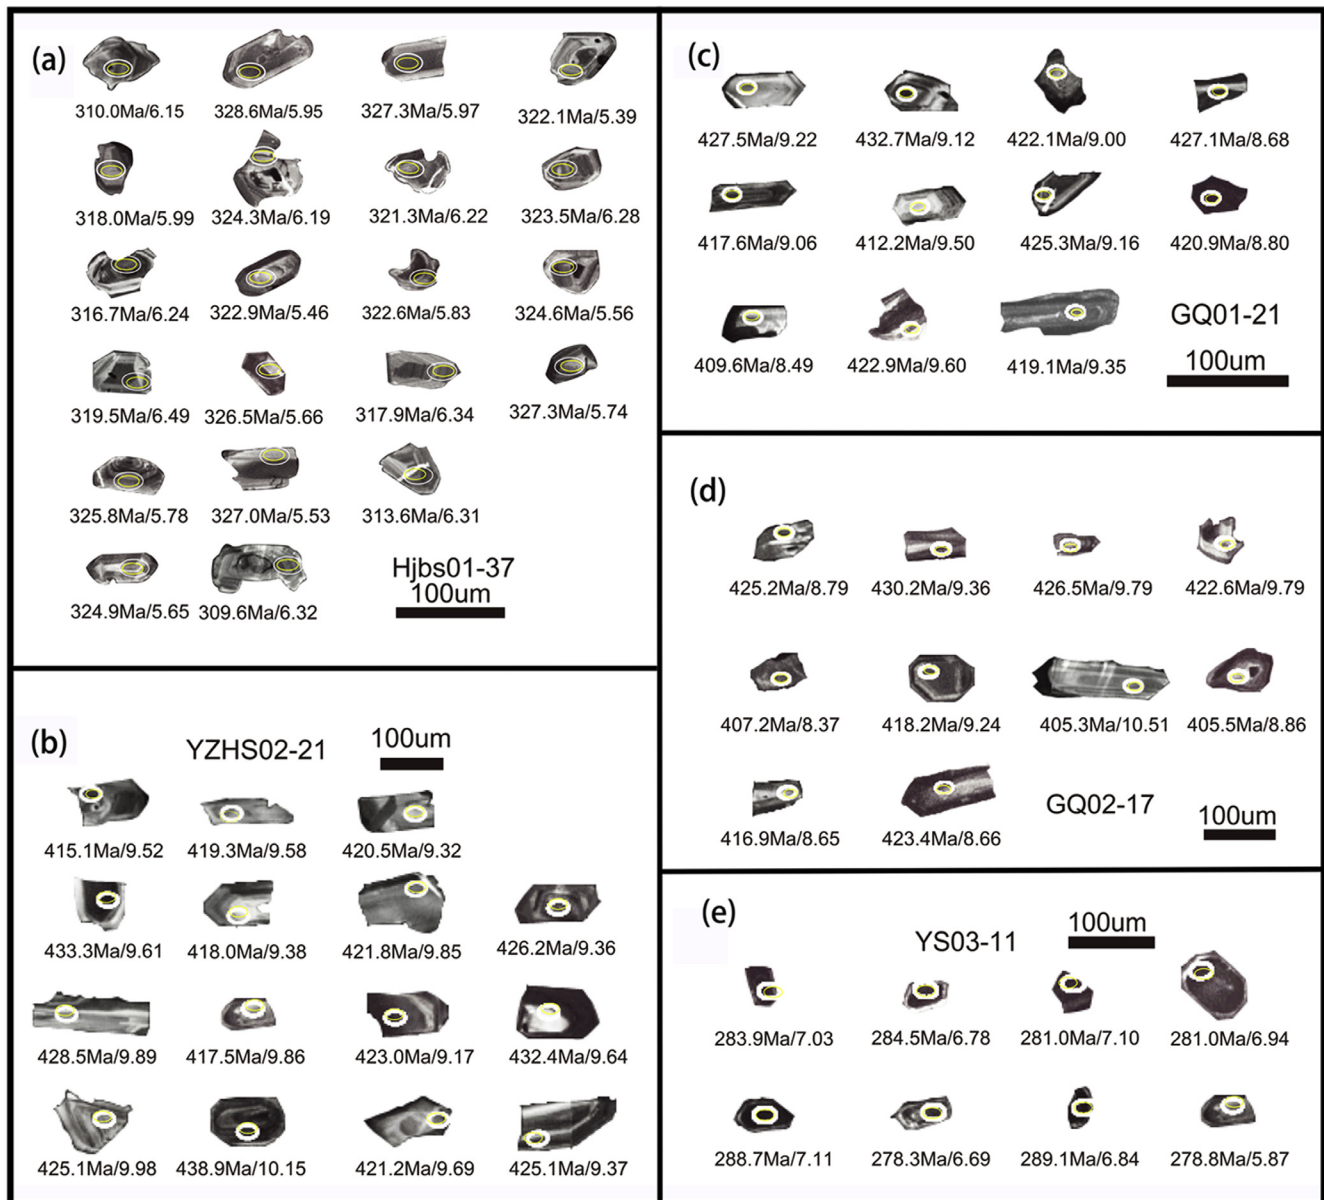 (a)
310.0Ma/6.15 328.6Ma/5.95 327.3Ma/5.97 322.1Ma/5.39
318.0Ma/5.99 324.3Ma/6.19 321.3Ma/6.22 323.5Ma/6.28
316.7Ma/6.24 322.9Ma/5.46 322.6Ma/5.83 324.6Ma/5.56
319.5Ma/6.49 326.5Ma/5.66 317.9Ma/6.34 327.3Ma/5.74
325.8Ma/5.78 327.0Ma/5.53 313.6Ma/6.31
Hjbs01-37
100um
324.9Ma/5.65 309.6Ma/6.32
(b)
YZHS02-21 100um
415.1Ma/9.52 419.3Ma/9.58 420.5Ma/9.32
433.3Ma/9.61 418.0Ma/9.38 421.8Ma/9.85 426.2Ma/9.36
428.5Ma/9.89 417.5Ma/9.86 423.0Ma/9.17 432.4Ma/9.64
425.1Ma/9.98 438.9Ma/10.15 421.2Ma/9.69 425.1Ma/9.37
(c)
427.5Ma/9.22 432.7Ma/9.12 422.1Ma/9.00 427.1Ma/8.68
417.6Ma/9.06 412.2Ma/9.50 425.3Ma/9.16 420.9Ma/8.80
GQ01-21
100um
409.6Ma/8.49 422.9Ma/9.60 419.1Ma/9.35
(d)
425.2Ma/8.79 430.2Ma/9.36 426.5Ma/9.79 422.6Ma/9.79
407.2Ma/8.37 418.2Ma/9.24 405.3Ma/10.51 405.5Ma/8.86
GQ02-17 100um
416.9Ma/8.65 423.4Ma/8.66
(e)
YS03-11 100um
283.9Ma/7.03 284.5Ma/6.78 281.0Ma/7.10 281.0Ma/6.94
288.7Ma/7.11 278.3Ma/6.69 289.1Ma/6.84 278.8Ma/5.87